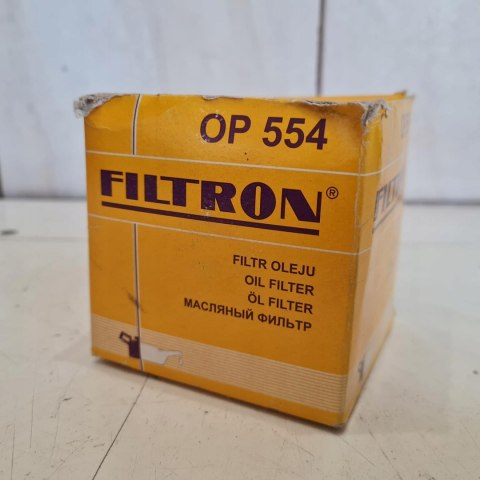 OP 554
FILTRON®
FILTR OLEJU
OIL FILTER
ÖL FILTER
МАСЛЯНЫЙ ФИЛЬТР